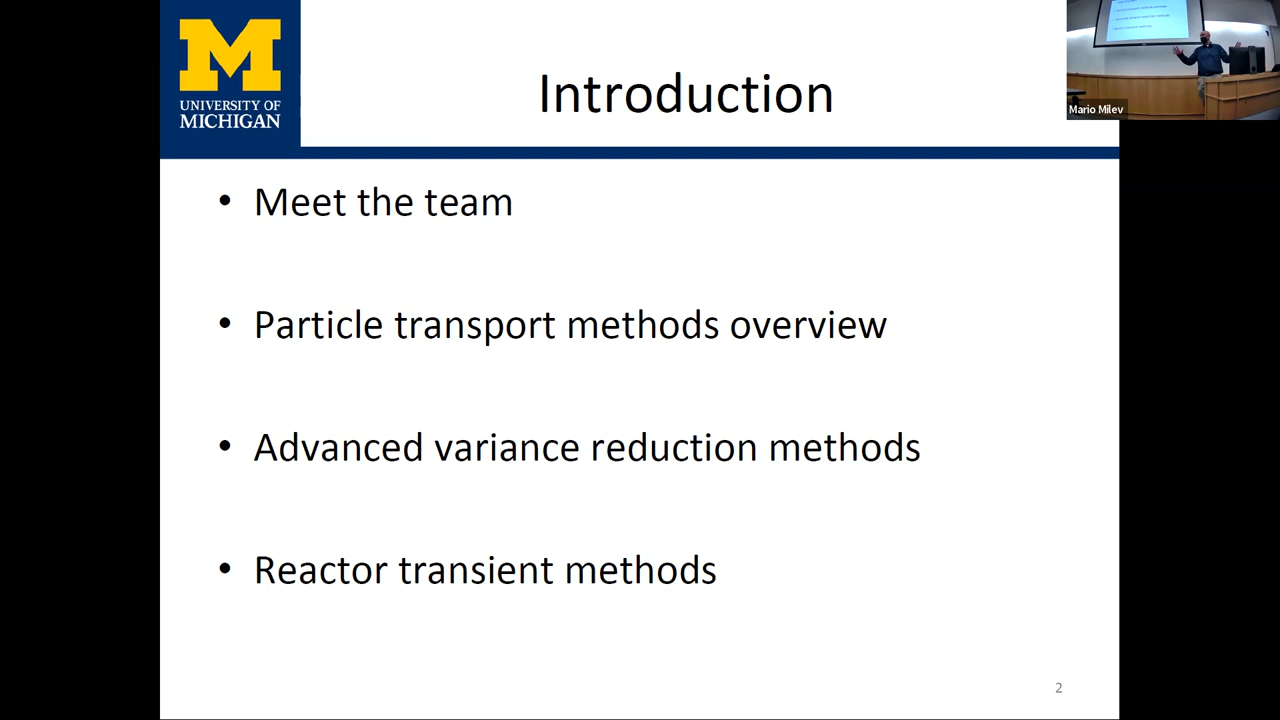 UNIVERSITY OF
MICHIGAN
Introduction
Mario Milev
• Meet the team
• Particle transport methods overview
• Advanced variance reduction methods
• Reactor transient methods
2